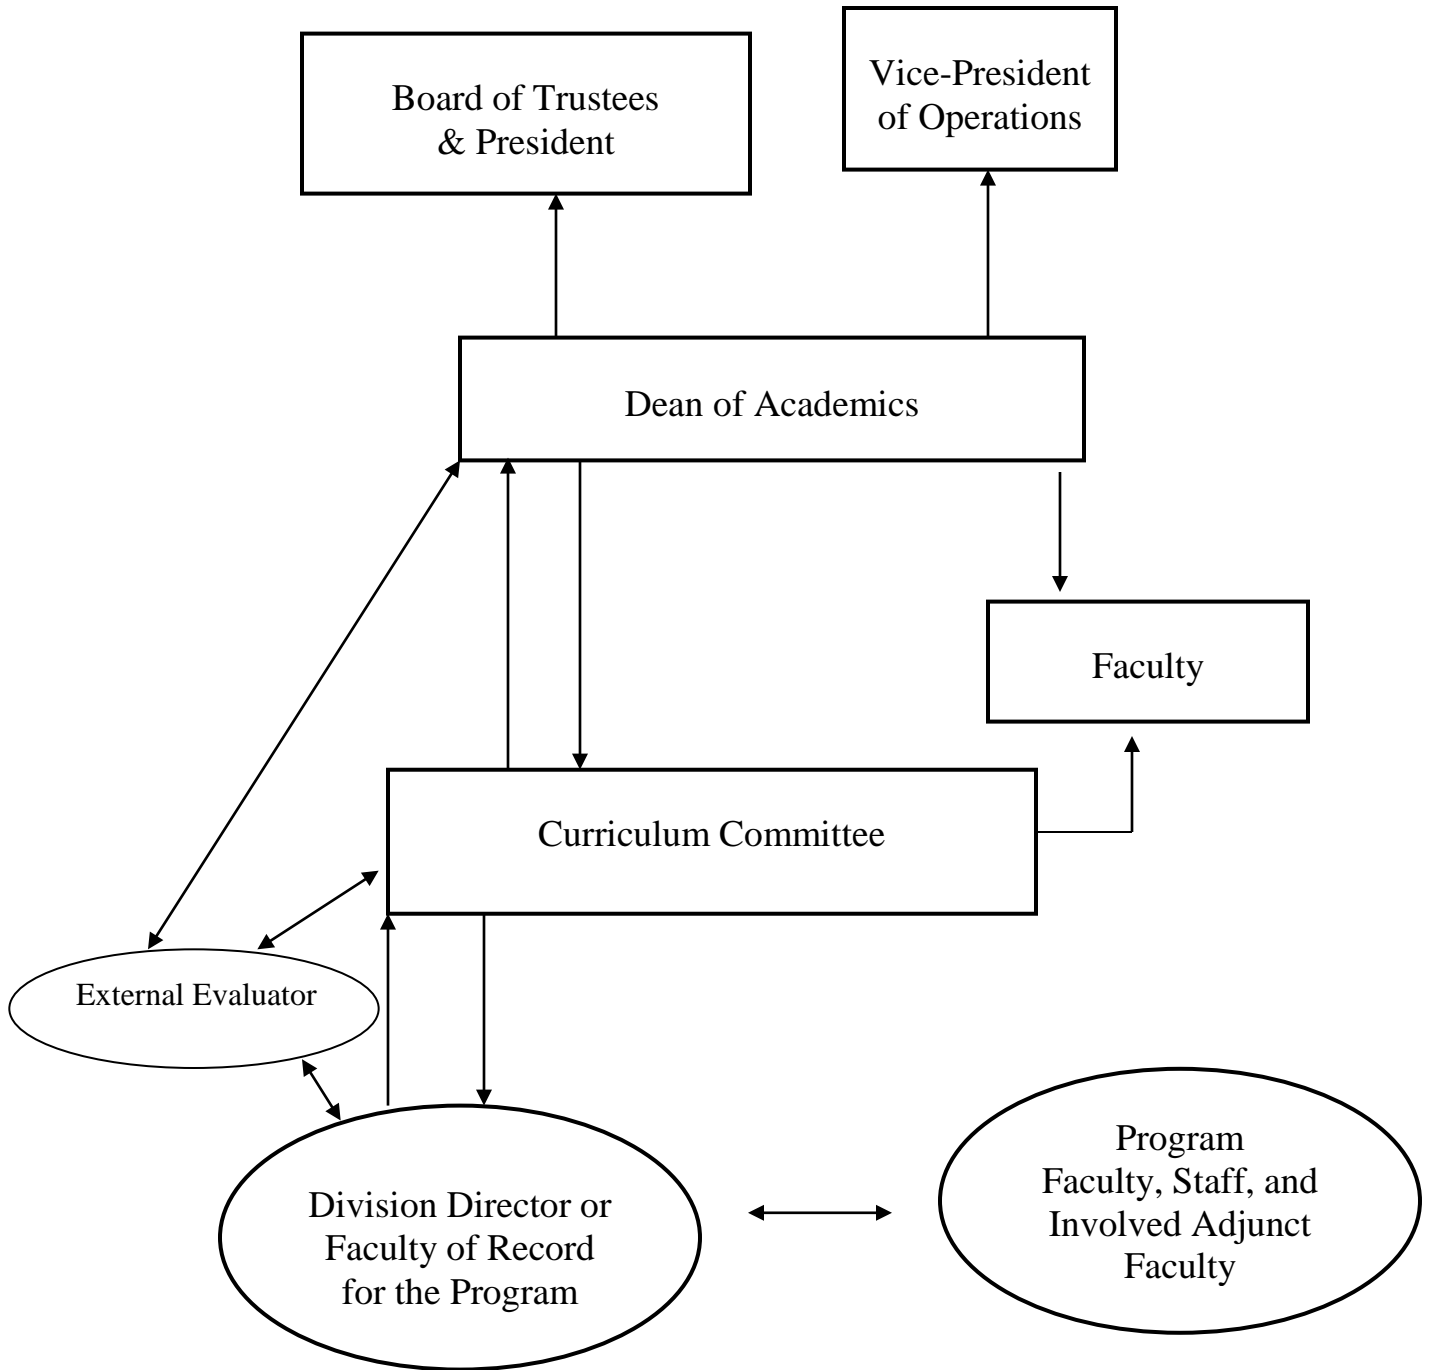 Board of Trustees
& President
Vice-President
of Operations
Dean of Academics
Faculty
Curriculum Committee
External Evaluator
Division Director or
Faculty of Record
for the Program
Program
Faculty, Staff, and
Involved Adjunct
Faculty